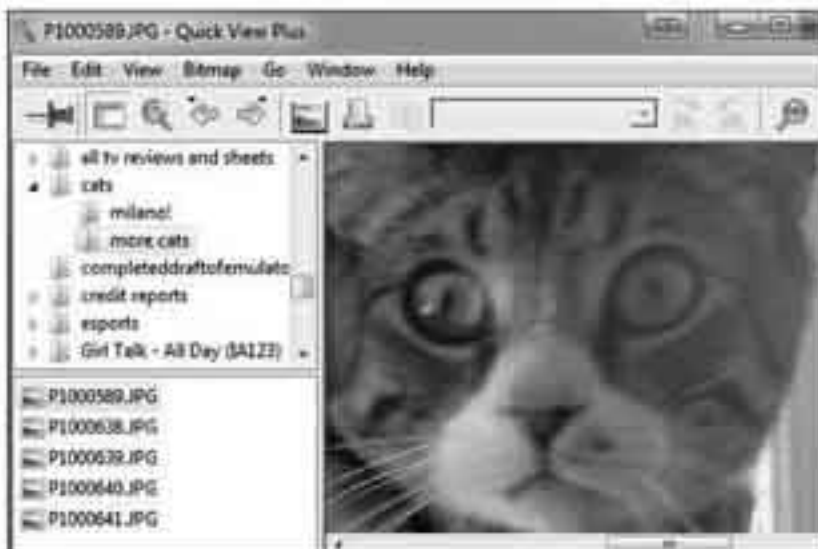 P1000589.JPG - Quick View Plus
File Edit View Bitmap Go Window Help
all tv reviews and sheets
cats
milano!
more cats
completeddraftofemulato
credit reports
esports
Girl Talk - All Day (IA123)
P1000589.JPG
P1000638.JPG
P1000639.JPG
P1000640.JPG
P1000641.JPG